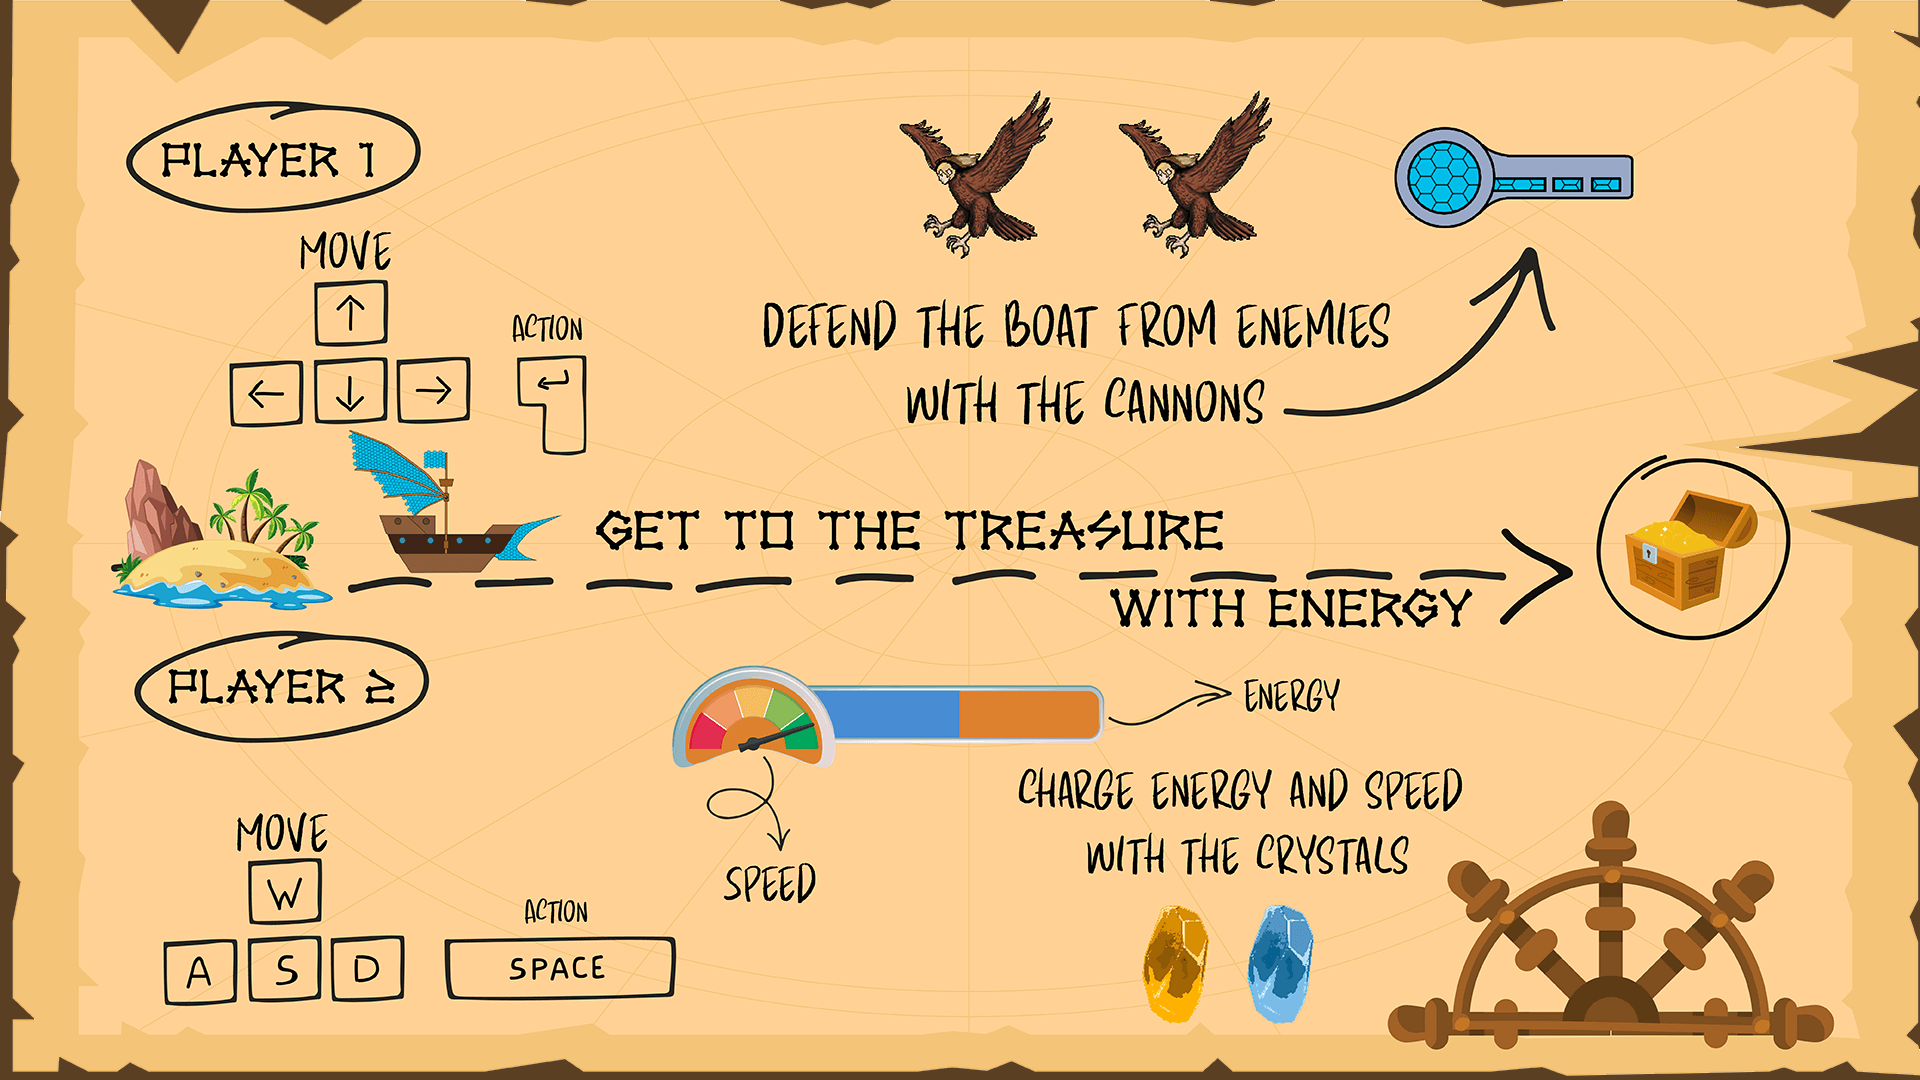 PLAYER 1
MOVE
↑
ACTION
← ↓ →
↵
DEFEND THE BOAT FROM ENEMIES
WITH THE CANNONS
GET TO THE TREASURE
WITH ENERGY
PLAYER 2
ENERGY
CHARGE ENERGY AND SPEED
WITH THE CRYSTALS
SPEED
MOVE
W
ACTION
A S D
SPACE